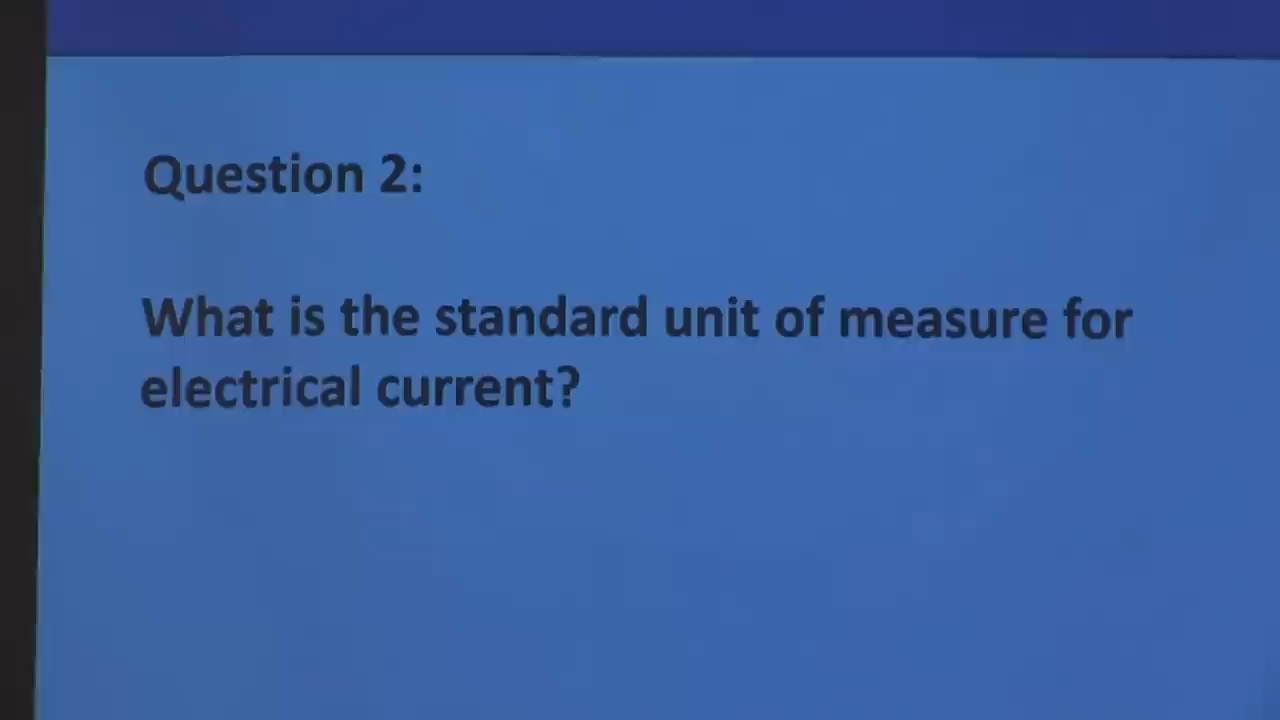 Question 2:
What is the standard unit of measure for
electrical current?